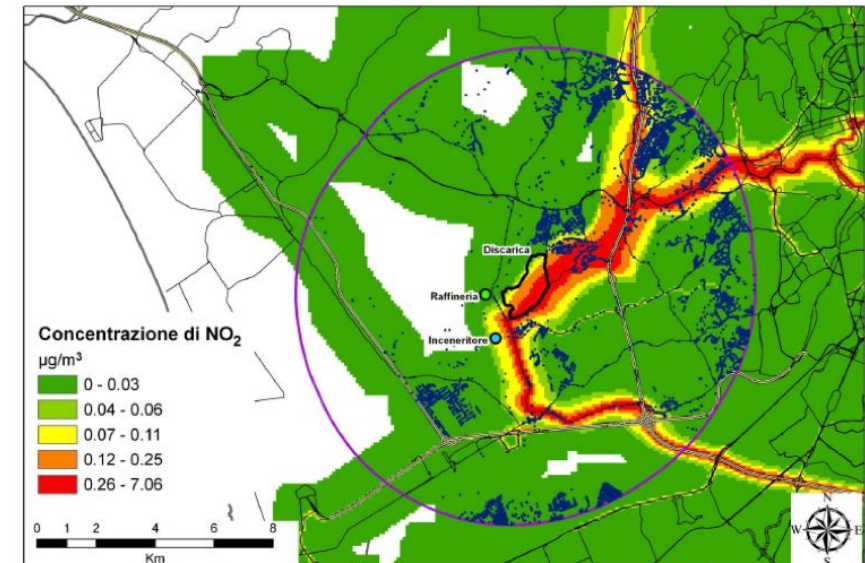 Discarica
Raffineria
Inceneritore
Concentrazione di NO₂
µg/m³
0 - 0.03
0.04 - 0.06
0.07 - 0.11
0.12 - 0.25
0.26 - 7.06
0 1 2 4 6 8
Km
N
W E
S